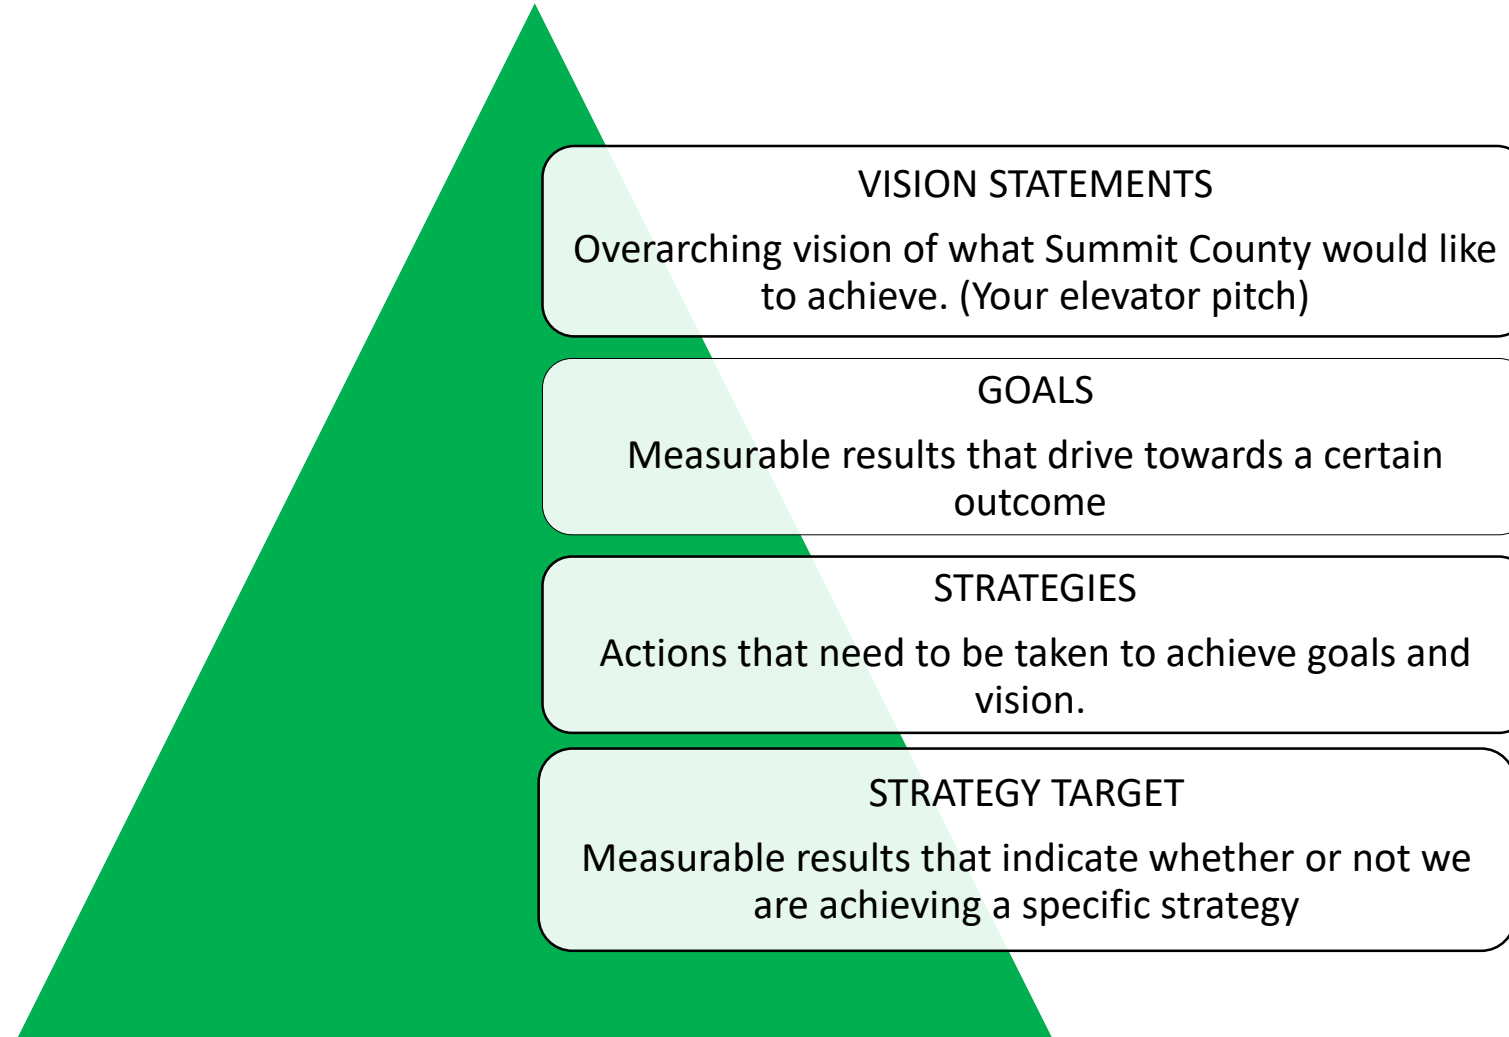 VISION STATEMENTS
Overarching vision of what Summit County would like
to achieve. (Your elevator pitch)
GOALS
Measurable results that drive towards a certain
outcome
STRATEGIES
Actions that need to be taken to achieve goals and
vision.
STRATEGY TARGET
Measurable results that indicate whether or not we
are achieving a specific strategy